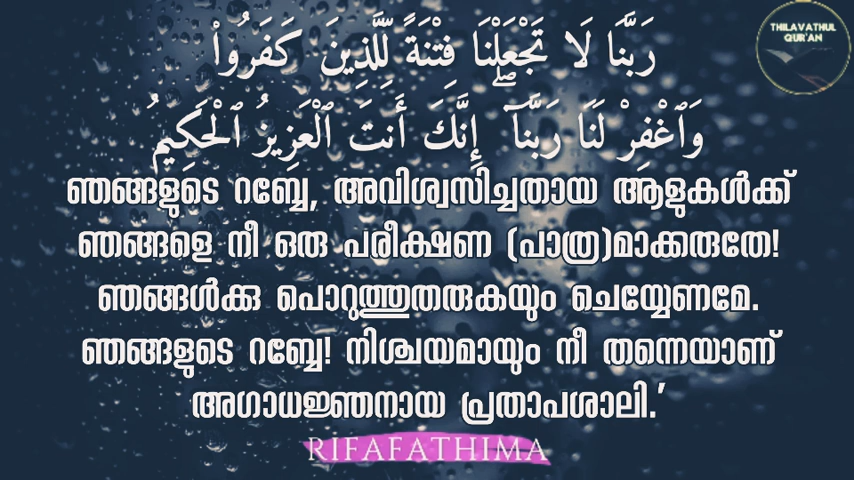 رَبَّنَا لَا تَجْعَلْنَا فِتْنَةً لِّلَّذِينَ كَفَرُوا۟
وَٱغْفِرْ لَنَا رَبَّنَآ ۖ إِنَّكَ أَنتَ ٱلْعَزِيزُ ٱلْحَكِيمُ
ഞങ്ങളുടെ റബ്ബേ, അവിശ്വസിച്ചതായ ആളുകൾക്ക്
ഞങ്ങളെ നീ ഒരു പരീക്ഷണ (പാത്ര)മാക്കരുതേ!
ഞങ്ങൾക്കു പൊറുത്തുതരുകയും ചെയ്യേണമേ.
ഞങ്ങളുടെ റബ്ബേ! നിശ്ചയമായും നീ തന്നെയാണ്
അഗാധജ്ഞനായ പ്രതാപശാലി.’
RIFAFATHIMA
THILAVATHUL
QUR'AN